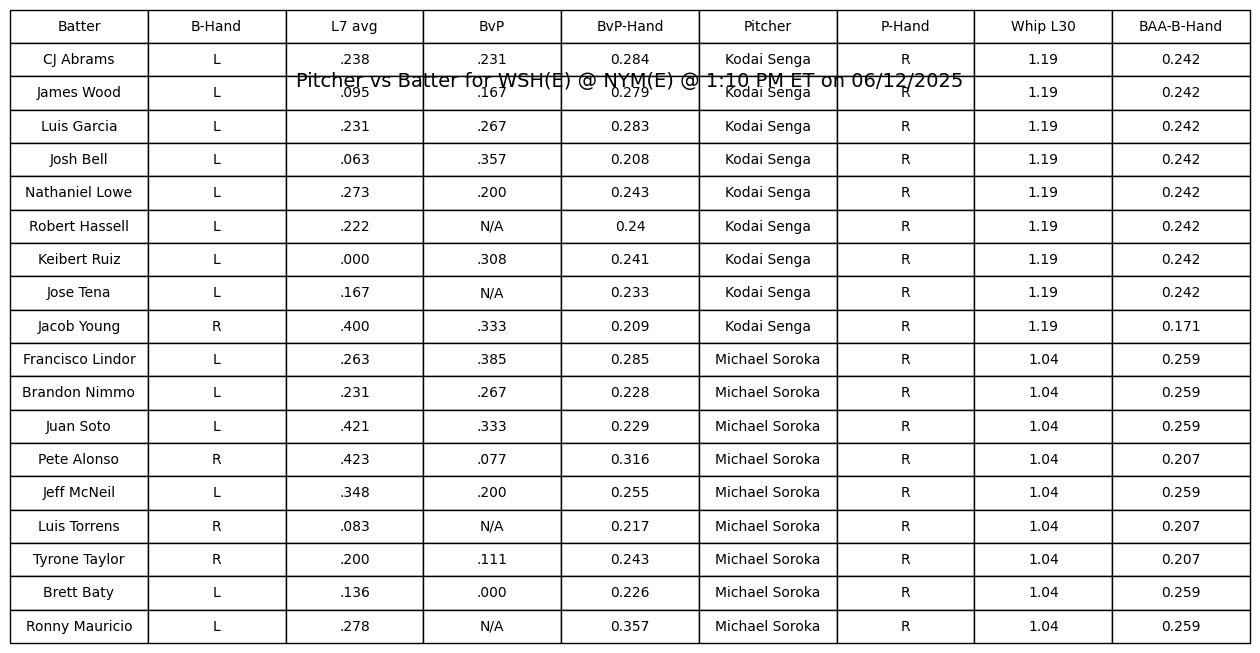 Batter B-Hand L7 avg BvP BvP-Hand Pitcher P-Hand Whip L30 BAA-B-Hand
CJ Abrams L .238 .231 0.284 Kodai Senga R 1.19 0.242
Pitcher vs Batter for WSH(E) @ NYM(E) @ 1:10 PM ET on 06/12/2025
James Wood L .095 .167 0.279 Kodai Senga R 1.19 0.242
Luis Garcia L .231 .267 0.283 Kodai Senga R 1.19 0.242
Josh Bell L .063 .357 0.208 Kodai Senga R 1.19 0.242
Nathaniel Lowe L .273 .200 0.243 Kodai Senga R 1.19 0.242
Robert Hassell L .222 N/A 0.24 Kodai Senga R 1.19 0.242
Keibert Ruiz L .000 .308 0.241 Kodai Senga R 1.19 0.242
Jose Tena L .167 N/A 0.233 Kodai Senga R 1.19 0.242
Jacob Young R .400 .333 0.209 Kodai Senga R 1.19 0.171
Francisco Lindor L .263 .385 0.285 Michael Soroka R 1.04 0.259
Brandon Nimmo L .231 .267 0.228 Michael Soroka R 1.04 0.259
Juan Soto L .421 .333 0.229 Michael Soroka R 1.04 0.259
Pete Alonso R .423 .077 0.316 Michael Soroka R 1.04 0.207
Jeff McNeil L .348 .200 0.255 Michael Soroka R 1.04 0.259
Luis Torrens R .083 N/A 0.217 Michael Soroka R 1.04 0.207
Tyrone Taylor R .200 .111 0.243 Michael Soroka R 1.04 0.207
Brett Baty L .136 .000 0.226 Michael Soroka R 1.04 0.259
Ronny Mauricio L .278 N/A 0.357 Michael Soroka R 1.04 0.259